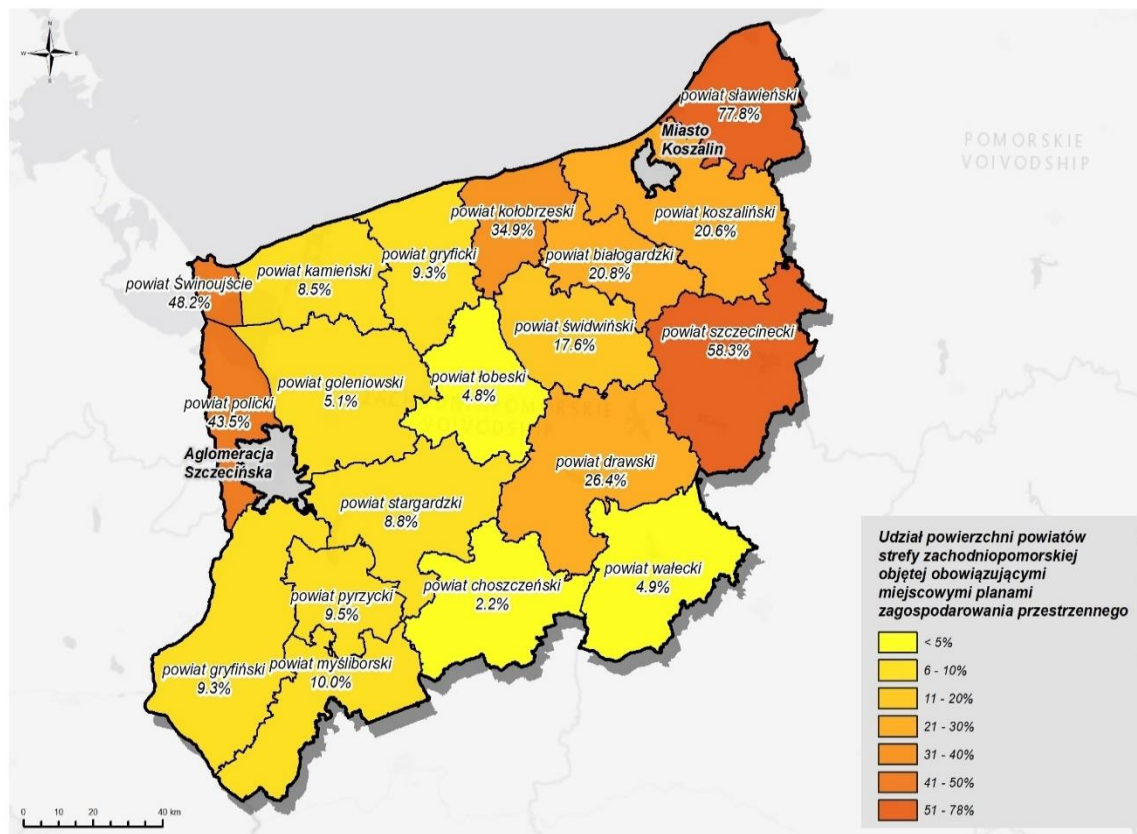 N
W
E
S
powiat sławieński
77.8%
Miasto
Koszalin
POMORSKIE
VOIVODSHIP
powiat kołobrzeski
34.9%
powiat koszaliński
20.6%
powiat gryficki
9.3%
powiat białogardzki
20.8%
powiat kamieński
8.5%
powiat Świnoujście
48.2%
powiat świdwiński
17.6%
powiat szczecinecki
58.3%
powiat goleniowski
5.1%
powiat łobeski
4.8%
powiat policki
43.5%
VOIVODSHIP
Aglomeracja
Szczecińska
powiat drawski
26.4%
powiat stargardzki
8.8%
powiat choszczeński
2.2%
powiat wałecki
4.9%
powiat pyrzycki
9.5%
powiat gryfiński
9.3%
powiat myśliborski
10.0%
Udział powierzchni powiatów
strefy zachodniopomorskiej
objętej obowiązującymi
miejscowymi planami
zagospodarowania przestrzennego
< 5%
6 - 10%
11 - 20%
21 - 30%
31 - 40%
41 - 50%
51 - 78%
0 10 20 40 km